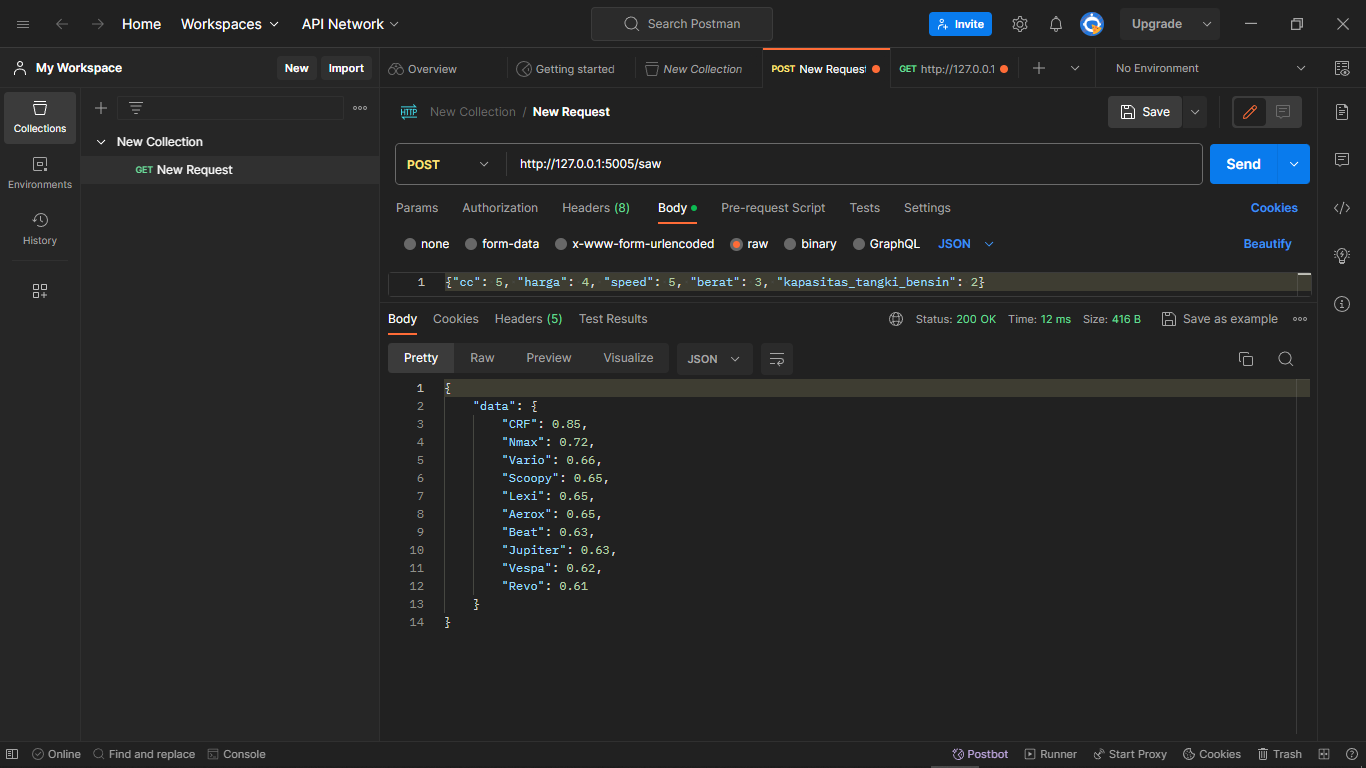 Home Workspaces API Network Search Postman Invite Upgrade
My Workspace New Import Overview Getting started New Collection POST New Request GET http://127.0.0.1 No Environment
Collections
Environments
History
New Collection
GET New Request
HTTP New Collection / New Request Save
POST http://127.0.0.1:5005/saw Send
Params Authorization Headers (8) Body Pre-request Script Tests Settings Cookies
none form-data x-www-form-urlencoded raw binary GraphQL JSON Beautify
1 {"cc": 5, "harga": 4, "speed": 5, "berat": 3, "kapasitas_tangki_bensin": 2}
Body Cookies Headers (5) Test Results Status: 200 OK Time: 12 ms Size: 416 B Save as example
Pretty Raw Preview Visualize JSON
1 {
2 "data": {
3 "CRF": 0.85,
4 "Nmax": 0.72,
5 "Vario": 0.66,
6 "Scoopy": 0.65,
7 "Lexi": 0.65,
8 "Aerox": 0.65,
9 "Beat": 0.63,
10 "Jupiter": 0.63,
11 "Vespa": 0.62,
12 "Revo": 0.61
13 }
14 }
Online Find and replace Console Postbot Runner Start Proxy Cookies Trash